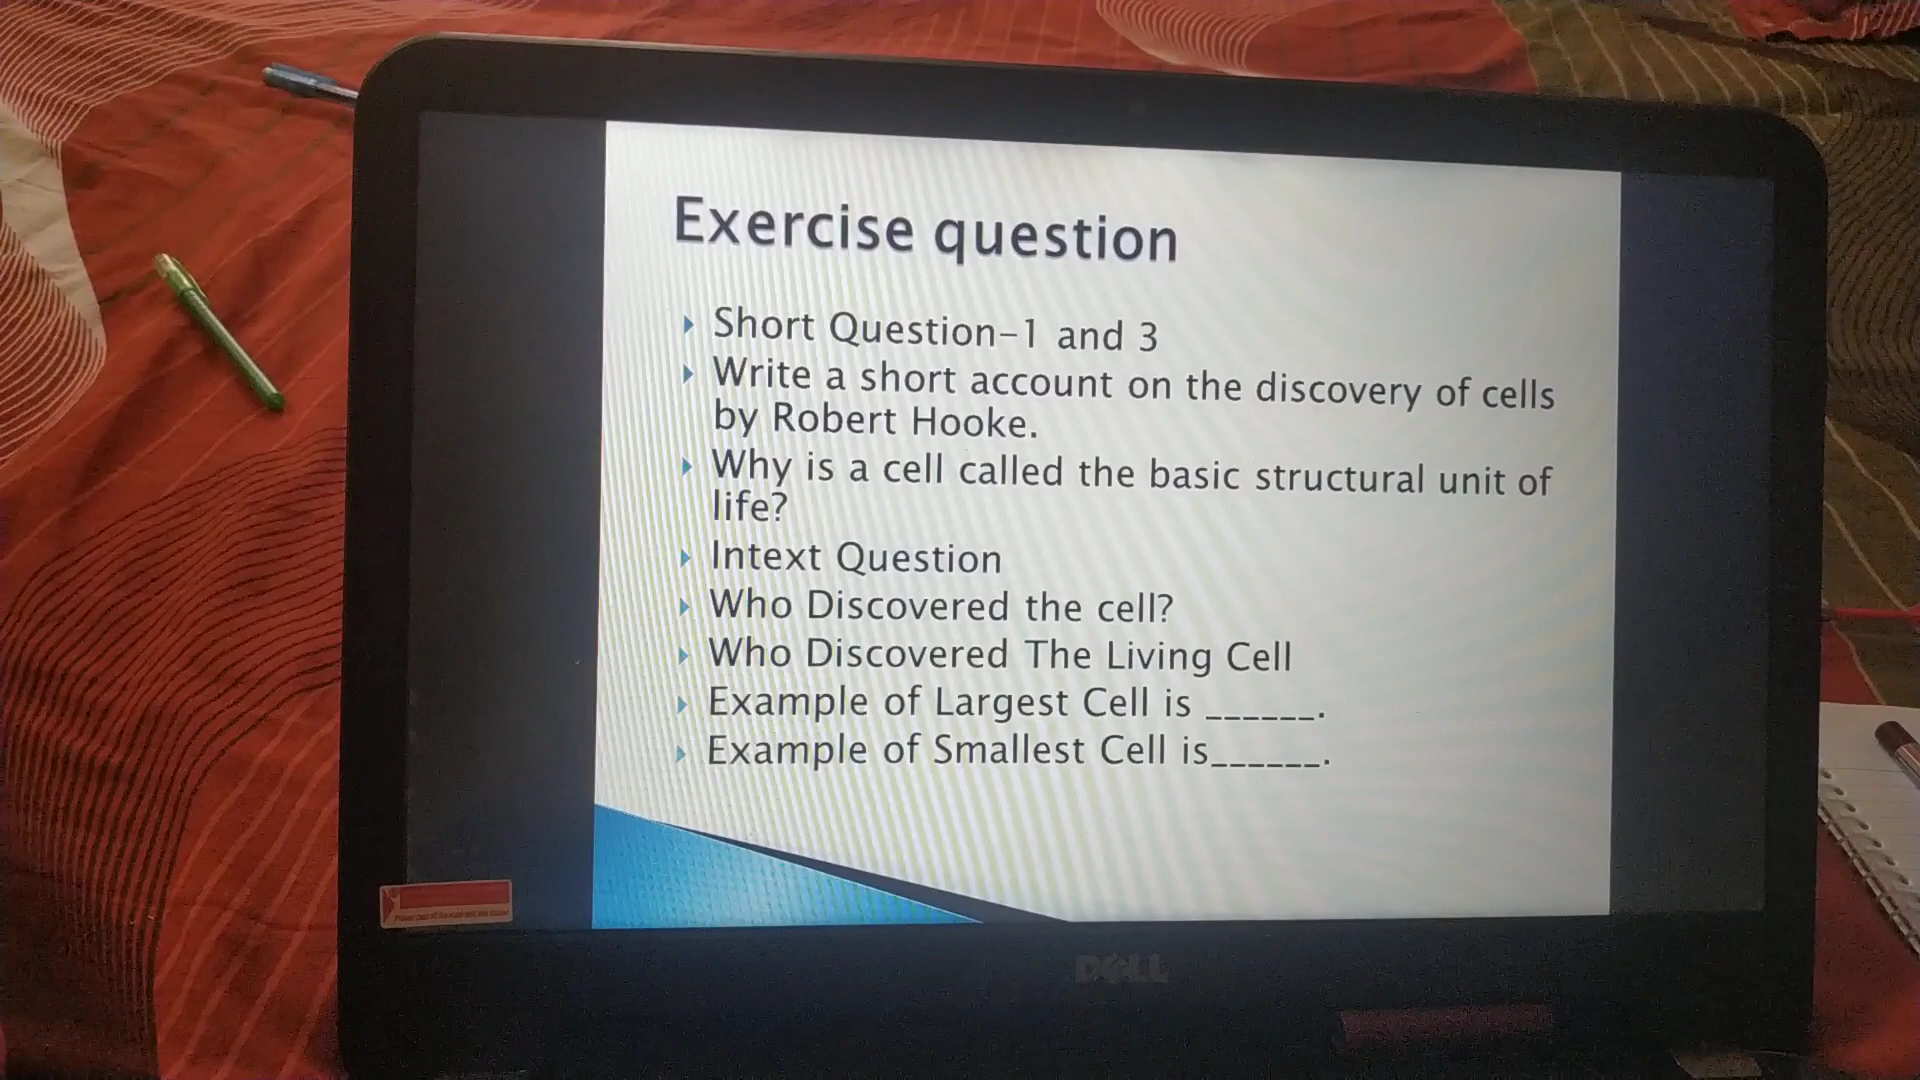 Exercise question
Short Question-1 and 3
Write a short account on the discovery of cells
by Robert Hooke.
Why is a cell called the basic structural unit of
life?
Intext Question
Who Discovered the cell?
Who Discovered The Living Cell
Example of Largest Cell is ______.
Example of Smallest Cell is______.
DELL